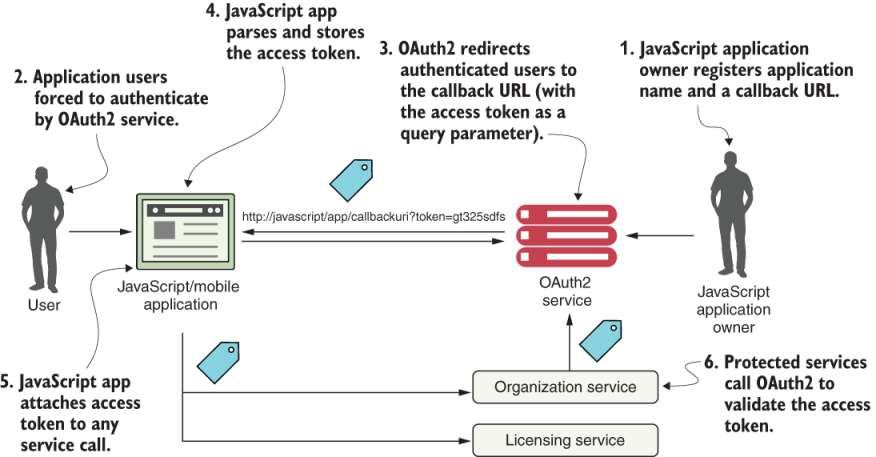 4. JavaScript app
parses and stores
the access token.
3. OAuth2 redirects
authenticated users to
the callback URL (with
the access token as a
query parameter).
1. JavaScript application
owner registers application
name and a callback URL.
2. Application users
forced to authenticate
by OAuth2 service.
http://javascript/app/callbackuri?token=gt325sdfs
User
JavaScript/mobile
application
OAuth2
service
JavaScript
application
owner
5. JavaScript app
attaches access
token to any
service call.
Organization service
Licensing service
6. Protected services
call OAuth2 to
validate the access
token.